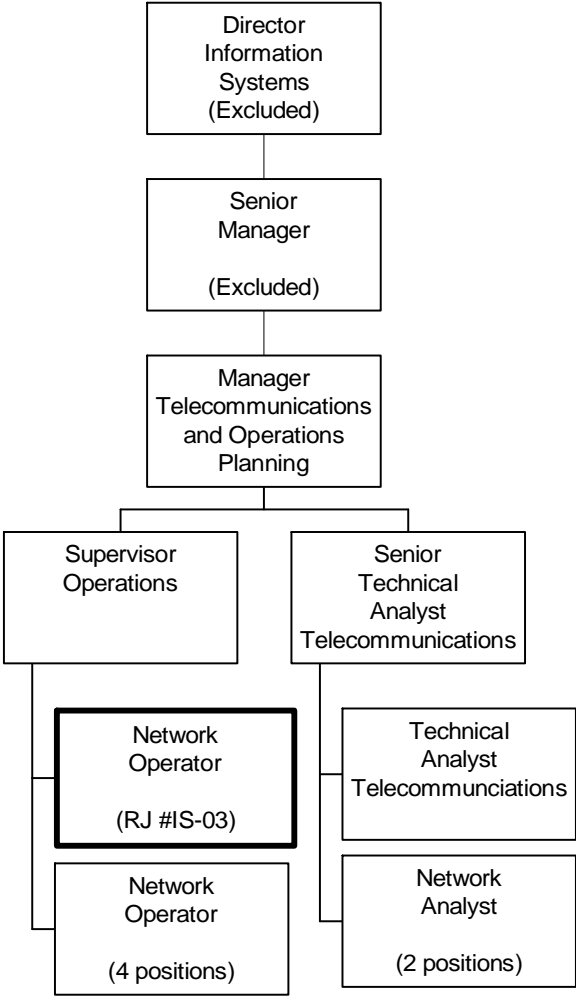 Director
Information
Systems
(Excluded)
Senior
Manager
(Excluded)
Manager
Telecommunications
and Operations
Planning
Supervisor
Operations
Senior
Technical
Analyst
Telecommunications
Network
Operator
(RJ #IS-03)
Technical
Analyst
Telecommunciations
Network
Operator
(4 positions)
Network
Analyst
(2 positions)